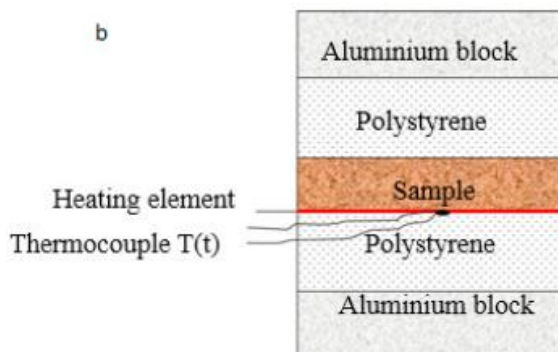 b
Aluminium block
Polystyrene
Sample
Heating element
Thermocouple T(t)
Polystyrene
Aluminium block